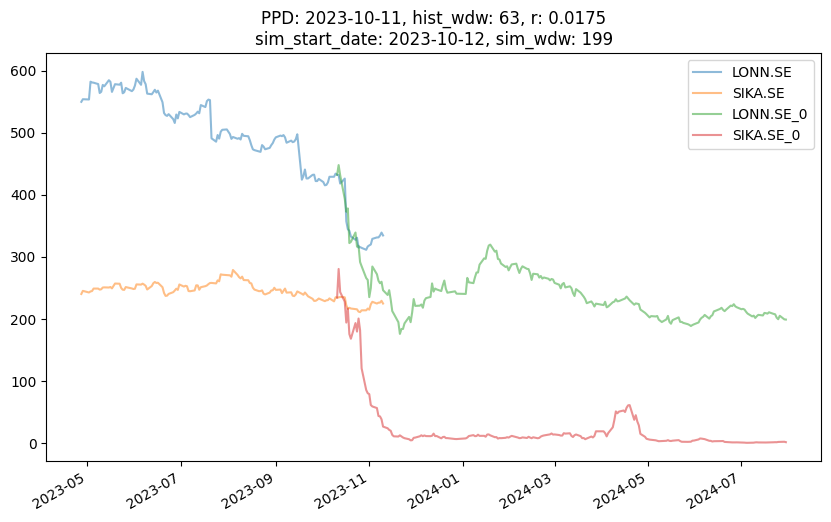 PPD: 2023-10-11, hist_wdw: 63, r: 0.0175
sim_start_date: 2023-10-12, sim_wdw: 199
LONN.SE
SIKA.SE
LONN.SE_0
SIKA.SE_0
600
500
400
300
200
100
0
2023-05
2023-07
2023-09
2023-11
2024-01
2024-03
2024-05
2024-07